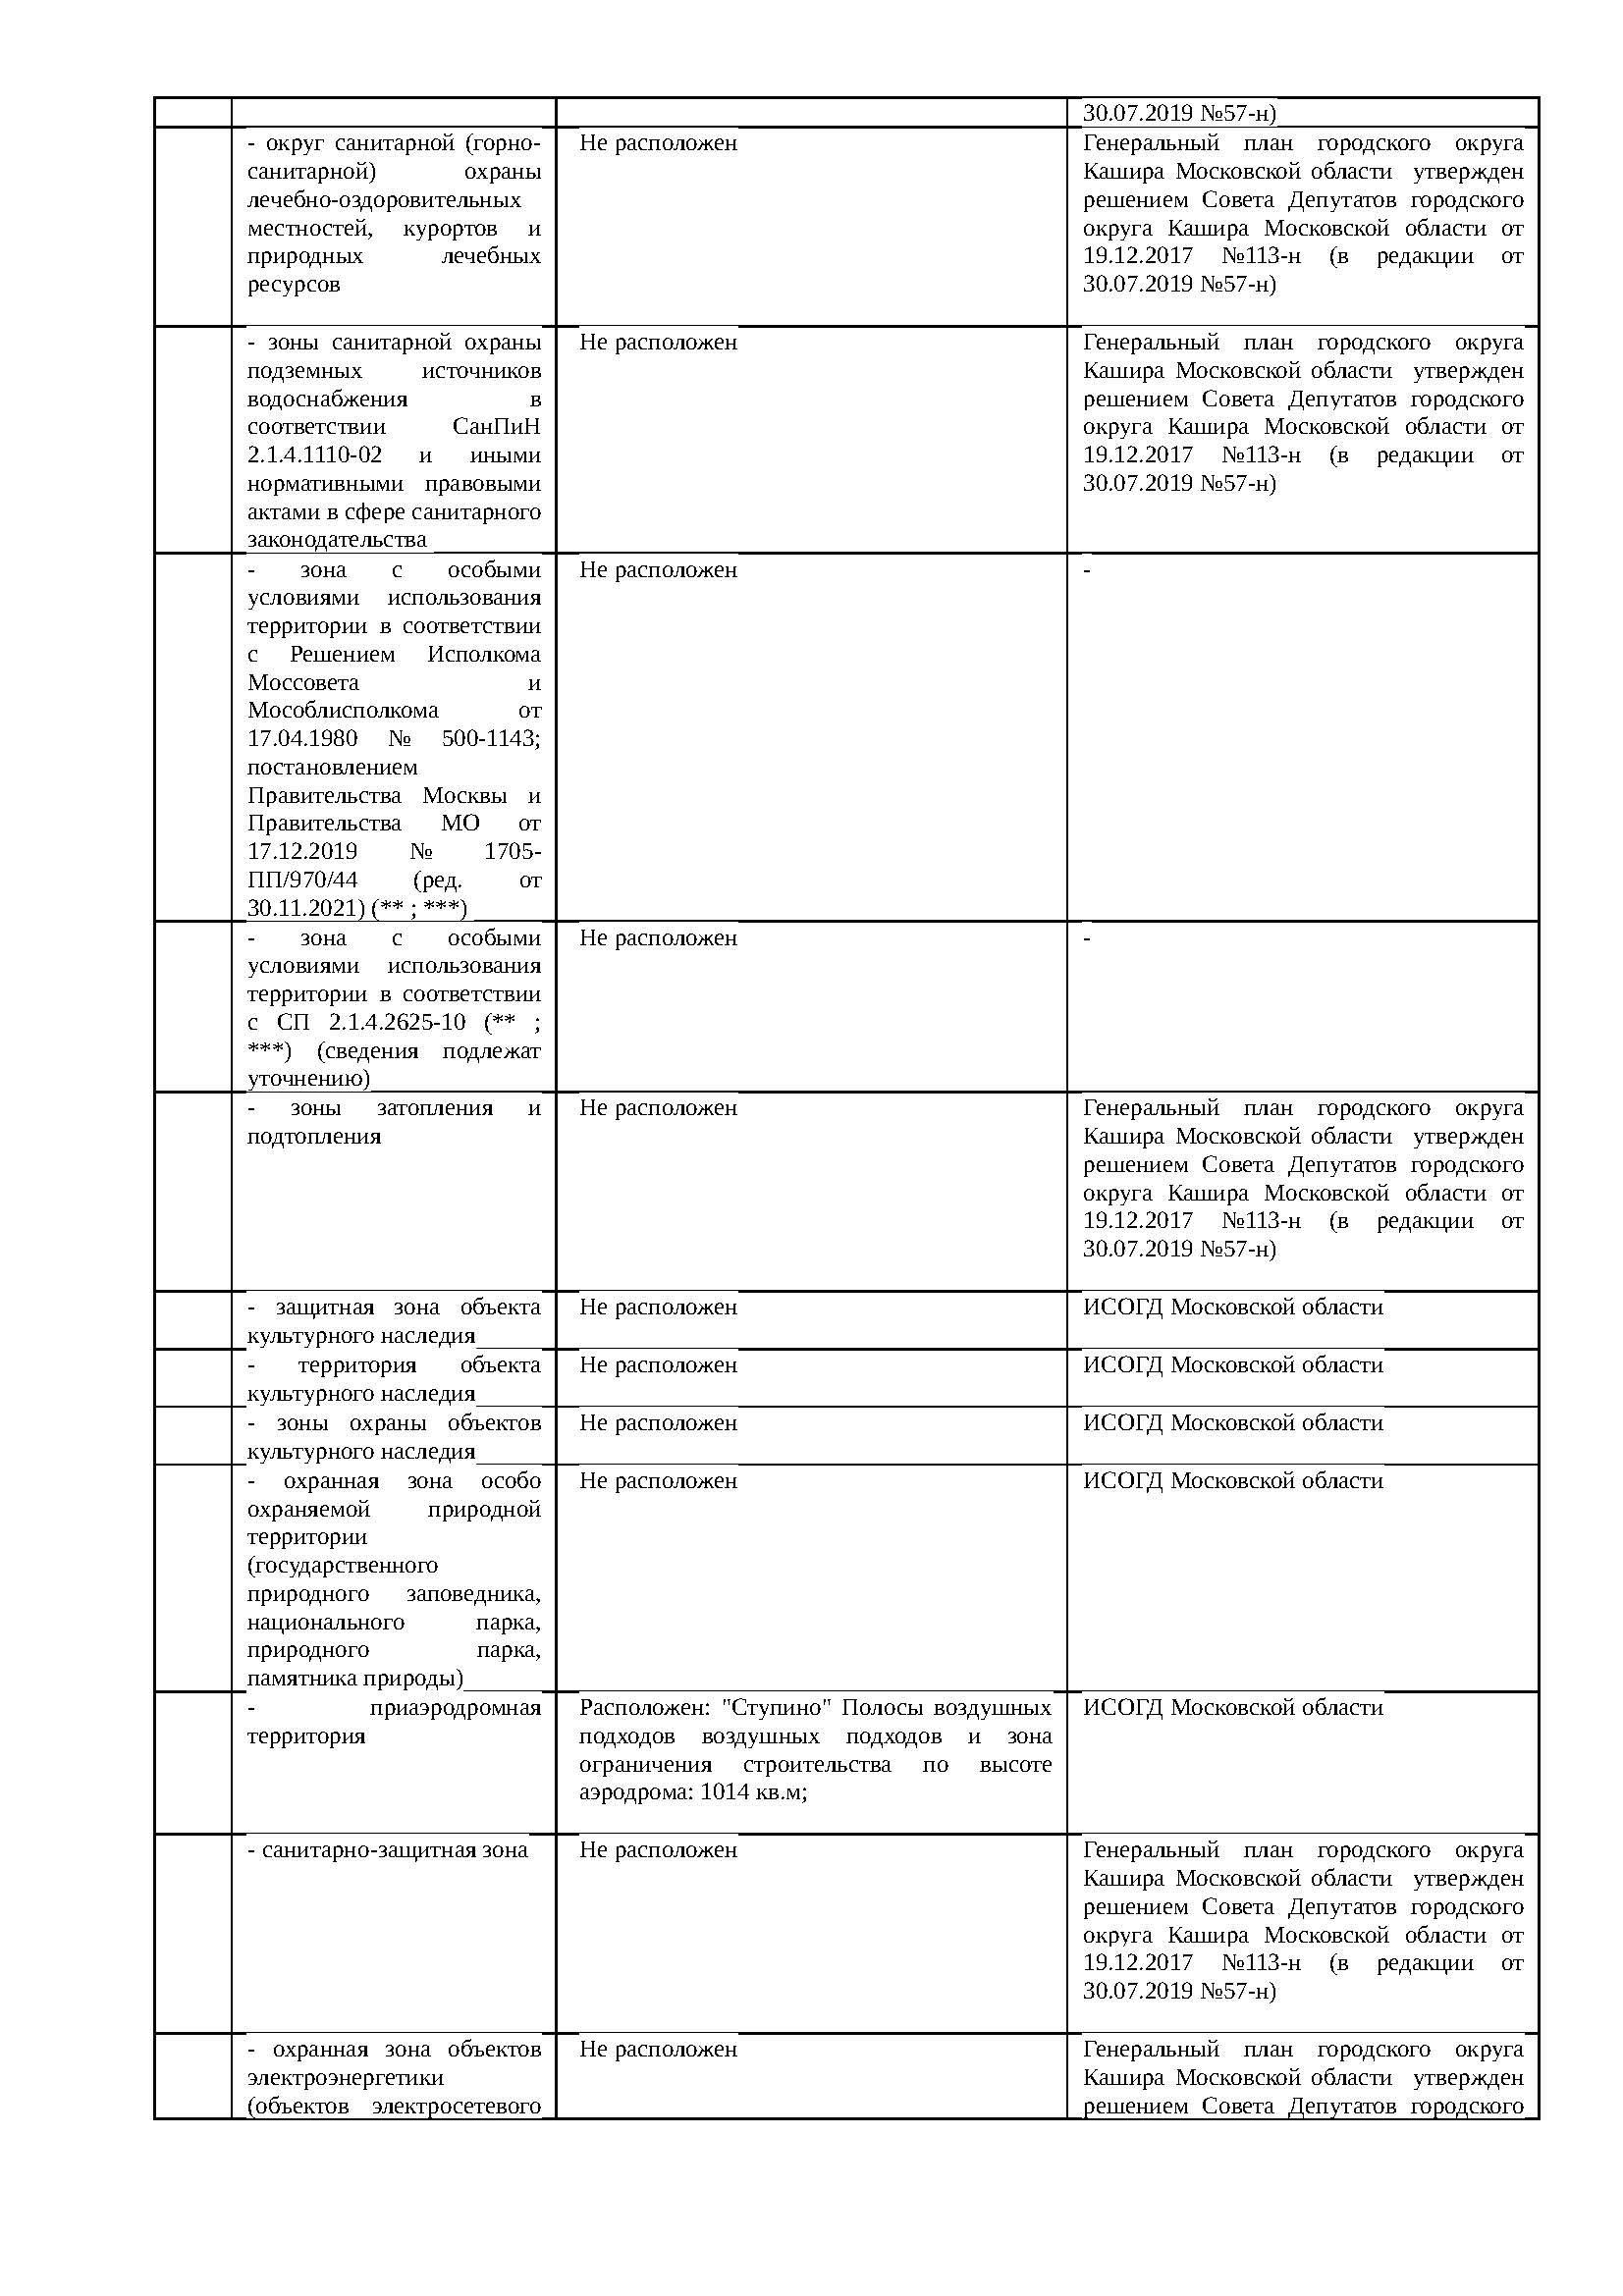 30.07.2019 №57-н)
- округ санитарной (горно-
санитарной) охраны
лечебно-оздоровительных
местностей, курортов и
природных лечебных
ресурсов
Не расположен
Генеральный план городского округа
Кашира Московской области утвержден
решением Совета Депутатов городского
округа Кашира Московской области от
19.12.2017 №113-н (в редакции от
30.07.2019 №57-н)
- зоны санитарной охраны
подземных источников
водоснабжения в
соответствии СанПиН
2.1.4.1110-02 и иными
нормативными правовыми
актами в сфере санитарного
законодательства
Не расположен
Генеральный план городского округа
Кашира Московской области утвержден
решением Совета Депутатов городского
округа Кашира Московской области от
19.12.2017 №113-н (в редакции от
30.07.2019 №57-н)
- зона с особыми
условиями использования
территории в соответствии
с Решением Исполкома
Моссовета и
Мособлисполкома от
17.04.1980 № 500-1143;
постановлением
Правительства Москвы и
Правительства МО от
17.12.2019 № 1705-
ПП/970/44 (ред. от
30.11.2021) (** ; ***)
Не расположен
-
- зона с особыми
условиями использования
территории в соответствии
с СП 2.1.4.2625-10 (** ;
***) (сведения подлежат
уточнению)
Не расположен
-
- зоны затопления и
подтопления
Не расположен
Генеральный план городского округа
Кашира Московской области утвержден
решением Совета Депутатов городского
округа Кашира Московской области от
19.12.2017 №113-н (в редакции от
30.07.2019 №57-н)
- защитная зона объекта
культурного наследия
Не расположен
ИСОГД Московской области
- территория объекта
культурного наследия
Не расположен
ИСОГД Московской области
- зоны охраны объектов
культурного наследия
Не расположен
ИСОГД Московской области
- охранная зона особо
охраняемой природной
территории
(государственного
природного заповедника,
национального парка,
природного парка,
памятника природы)
Не расположен
ИСОГД Московской области
- приаэродромная
территория
Расположен: "Ступино" Полосы воздушных
подходов воздушных подходов и зона
ограничения строительства по высоте
аэродрома: 1014 кв.м;
ИСОГД Московской области
- санитарно-защитная зона
Не расположен
Генеральный план городского округа
Кашира Московской области утвержден
решением Совета Депутатов городского
округа Кашира Московской области от
19.12.2017 №113-н (в редакции от
30.07.2019 №57-н)
- охранная зона объектов
электроэнергетики
(объектов электросетевого
Не расположен
Генеральный план городского округа
Кашира Московской области утвержден
решением Совета Депутатов городского